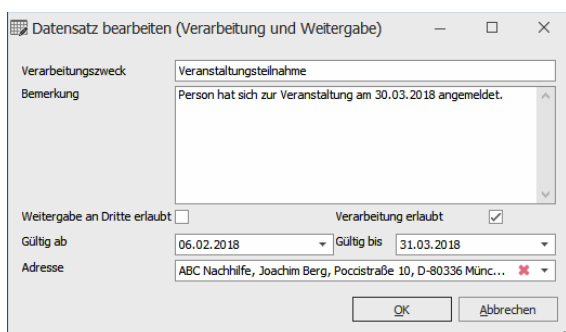 Datensatz bearbeiten (Verarbeitung und Weitergabe)
Verarbeitungszweck Veranstaltungsteilnahme
Bemerkung Person hat sich zur Veranstaltung am 30.03.2018 angemeldet.
Weitergabe an Dritte erlaubt Verarbeitung erlaubt
Gültig ab 06.02.2018 Gültig bis 31.03.2018
Adresse ABC Nachhilfe, Joachim Berg, Poccistraße 10, D-80336 Münc...
OK Abbrechen